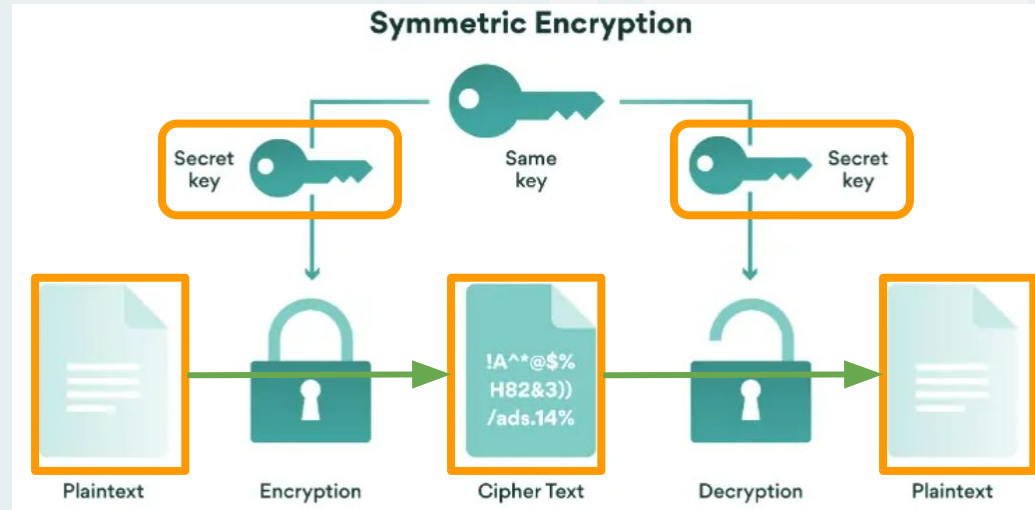 Symmetric Encryption
Secret
key
Same
key
Secret
key
!A^*@$%
H82&3))
/ads.14%
Plaintext
Encryption
Cipher Text
Decryption
Plaintext